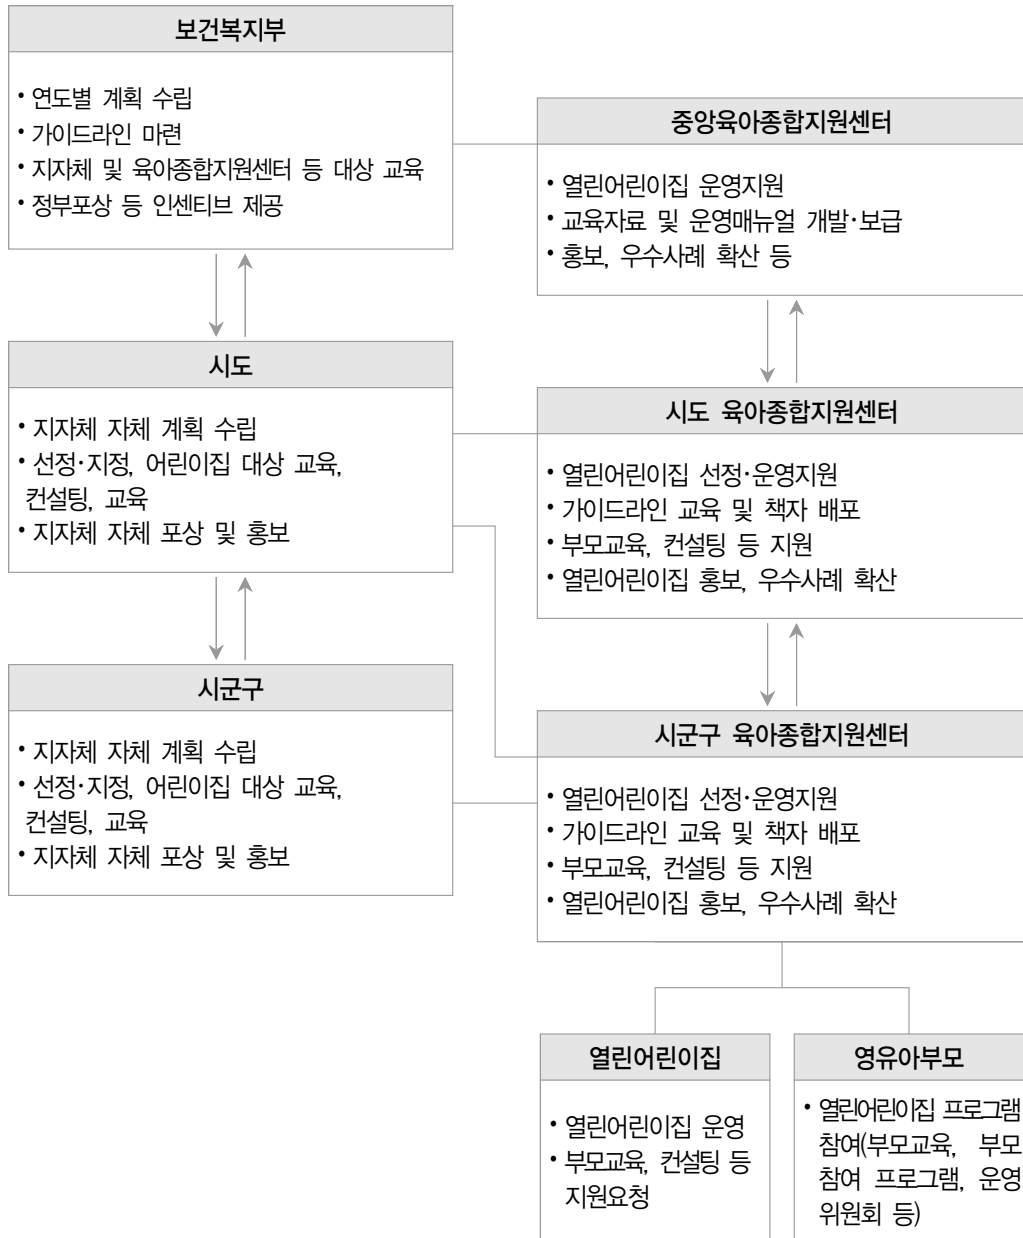 보건복지부
• 연도별 계획 수립
• 가이드라인 마련
• 지자체 및 육아종합지원센터 등 대상 교육
• 정부포상 등 인센티브 제공
중앙육아종합지원센터
• 열린어린이집 운영지원
• 교육자료 및 운영매뉴얼 개발·보급
• 홍보, 우수사례 확산 등
시도
• 지자체 자체 계획 수립
• 선정·지정, 어린이집 대상 교육,
컨설팅, 교육
• 지자체 자체 포상 및 홍보
시도 육아종합지원센터
• 열린어린이집 선정·운영지원
• 가이드라인 교육 및 책자 배포
• 부모교육, 컨설팅 등 지원
• 열린어린이집 홍보, 우수사례 확산
시군구
• 지자체 자체 계획 수립
• 선정·지정, 어린이집 대상 교육,
컨설팅, 교육
• 지자체 자체 포상 및 홍보
시군구 육아종합지원센터
• 열린어린이집 선정·운영지원
• 가이드라인 교육 및 책자 배포
• 부모교육, 컨설팅 등 지원
• 열린어린이집 홍보, 우수사례 확산
열린어린이집
• 열린어린이집 운영
• 부모교육, 컨설팅 등
지원요청
영유아부모
• 열린어린이집 프로그램
참여(부모교육, 부모
참여 프로그램, 운영
위원회 등)